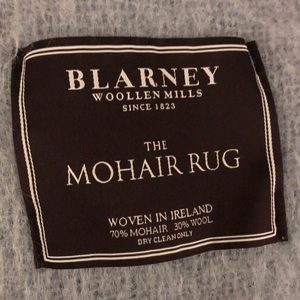 BLARNEY
WOOLLEN MILLS
SINCE 1823
THE
MOHAIR RUG
WOVEN IN IRELAND
70% MOHAIR 30% WOOL
DRY CLEAN ONLY